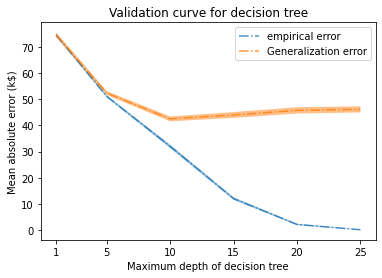 Validation curve for decision tree
empirical error
Generalization error
Mean absolute error (k$)
70
60
50
40
30
20
10
0
1 5 10 15 20 25
Maximum depth of decision tree